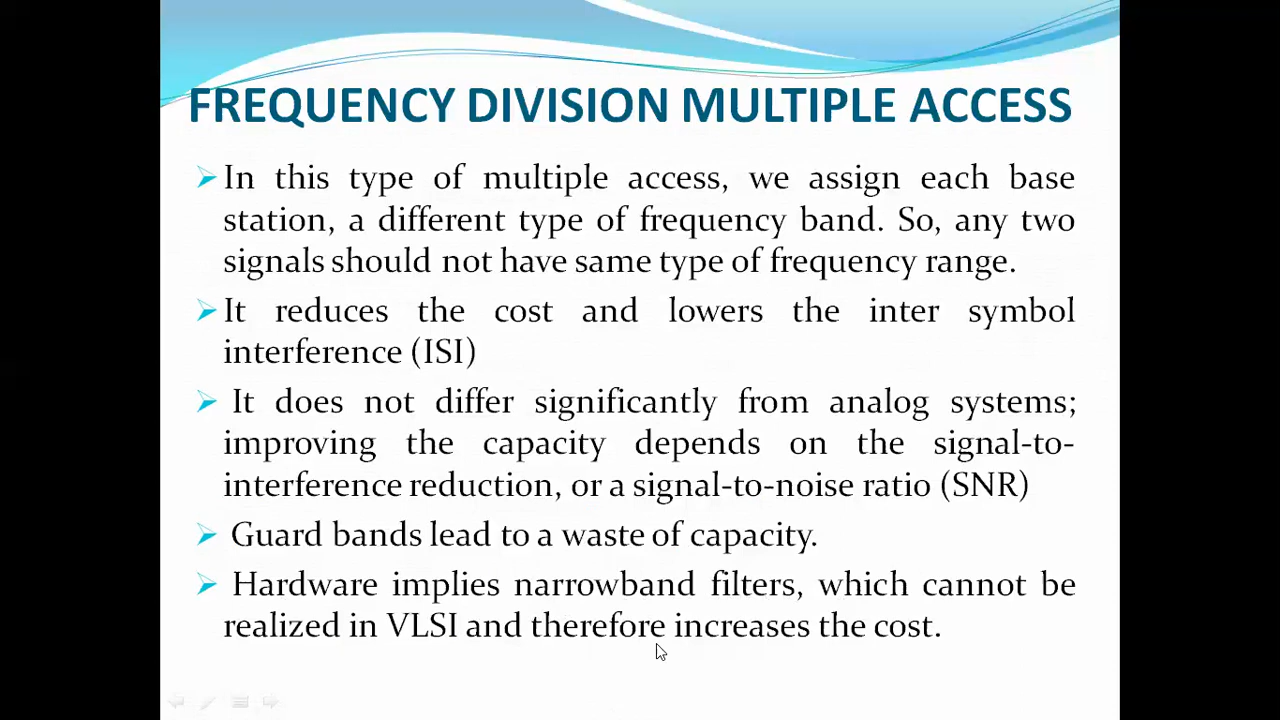 FREQUENCY DIVISION MULTIPLE ACCESS
In this type of multiple access, we assign each base
station, a different type of frequency band. So, any two
signals should not have same type of frequency range.
It reduces the cost and lowers the inter symbol
interference (ISI)
It does not differ significantly from analog systems;
improving the capacity depends on the signal-to-
interference reduction, or a signal-to-noise ratio (SNR)
Guard bands lead to a waste of capacity.
Hardware implies narrowband filters, which cannot be
realized in VLSI and therefore increases the cost.